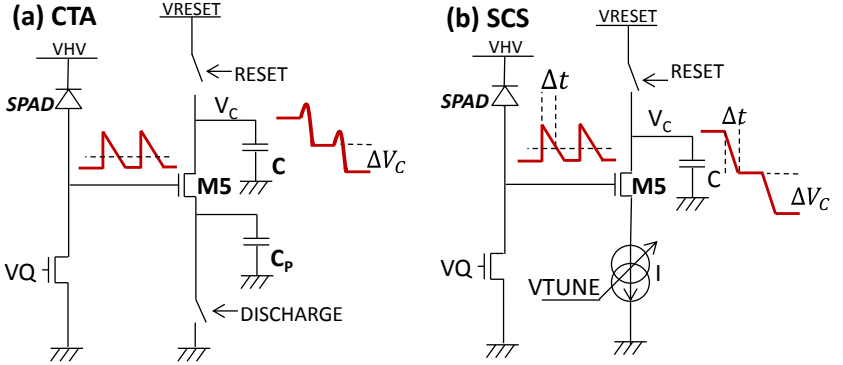 (a) CTA
VRESET
VHV
RESET
SPAD
V_C
C
ΔV_C
M5
C_P
VQ
DISCHARGE
(b) SCS
VRESET
VHV
RESET
Δt
SPAD
V_C
Δt
C
M5
ΔV_C
VQ
VTUNE
I